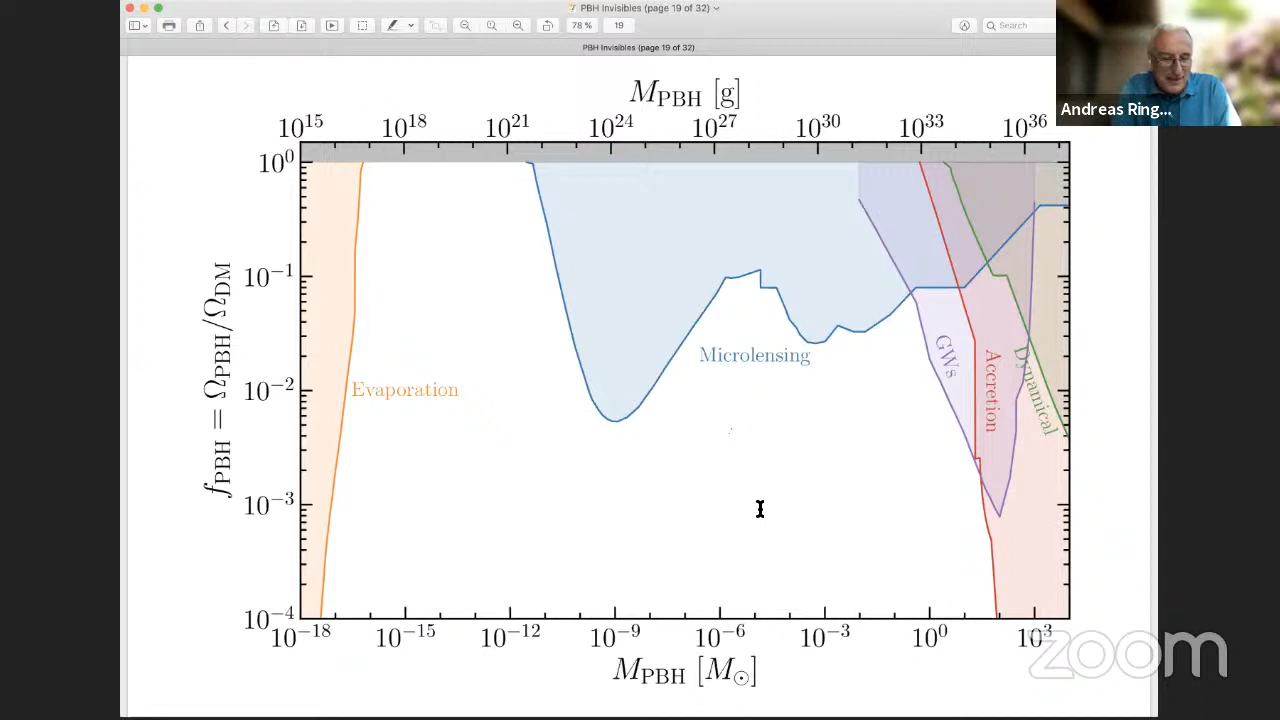 PBH Invisibles (page 19 of 32)
78 %
19
Search
PBH Invisibles (page 19 of 32)
Andreas Ring...
M_PBH [g]
10^15 10^18 10^21 10^24 10^27 10^30 10^33 10^36
10^0
10^−1
10^−2
10^−3
10^−4
f_PBH = Ω_PBH/Ω_DM
Evaporation
Microlensing
GWs
Accretion
Dynamical
10^−18 10^−15 10^−12 10^−9 10^−6 10^−3 10^0 10^3
M_PBH [M_⊙]
zoom